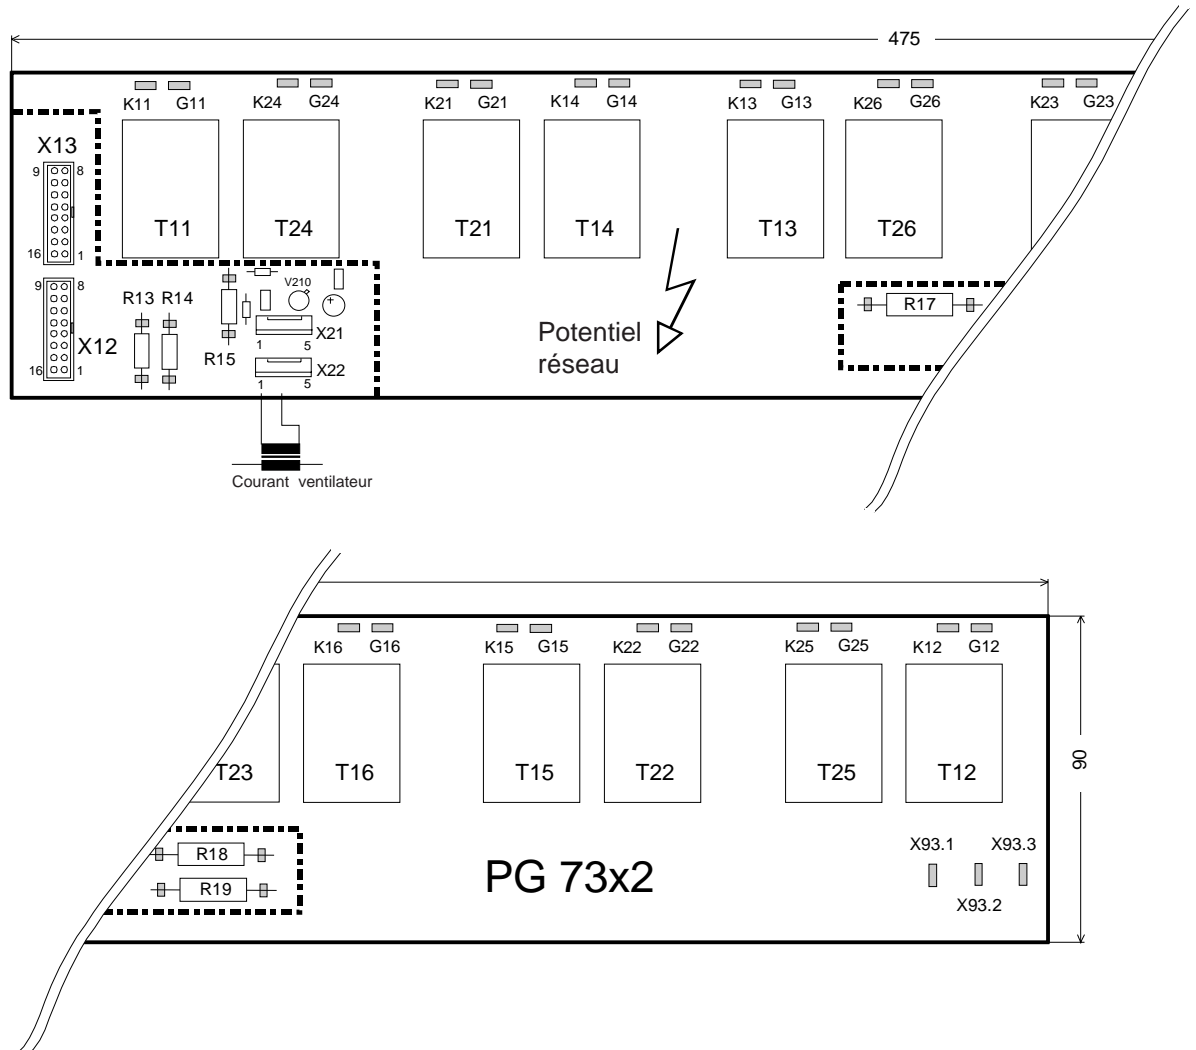 475
K11 G11 K24 G24 K21 G21 K14 G14 K13 G13 K26 G26 K23 G23
X13
9 8
T11 T24 T21 T14 T13 T26
16 1
9 8
R13 R14
V210
+
R17
X21
1 5
Potentiel
réseau
X12
R15
X22
16 1
1 5
Courant ventilateur
K16 G16 K15 G15 K22 G22 K25 G25 K12 G12
90
T23 T16 T15 T22 T25 T12
R18
X93.1 X93.3
R19
PG 73x2
X93.2